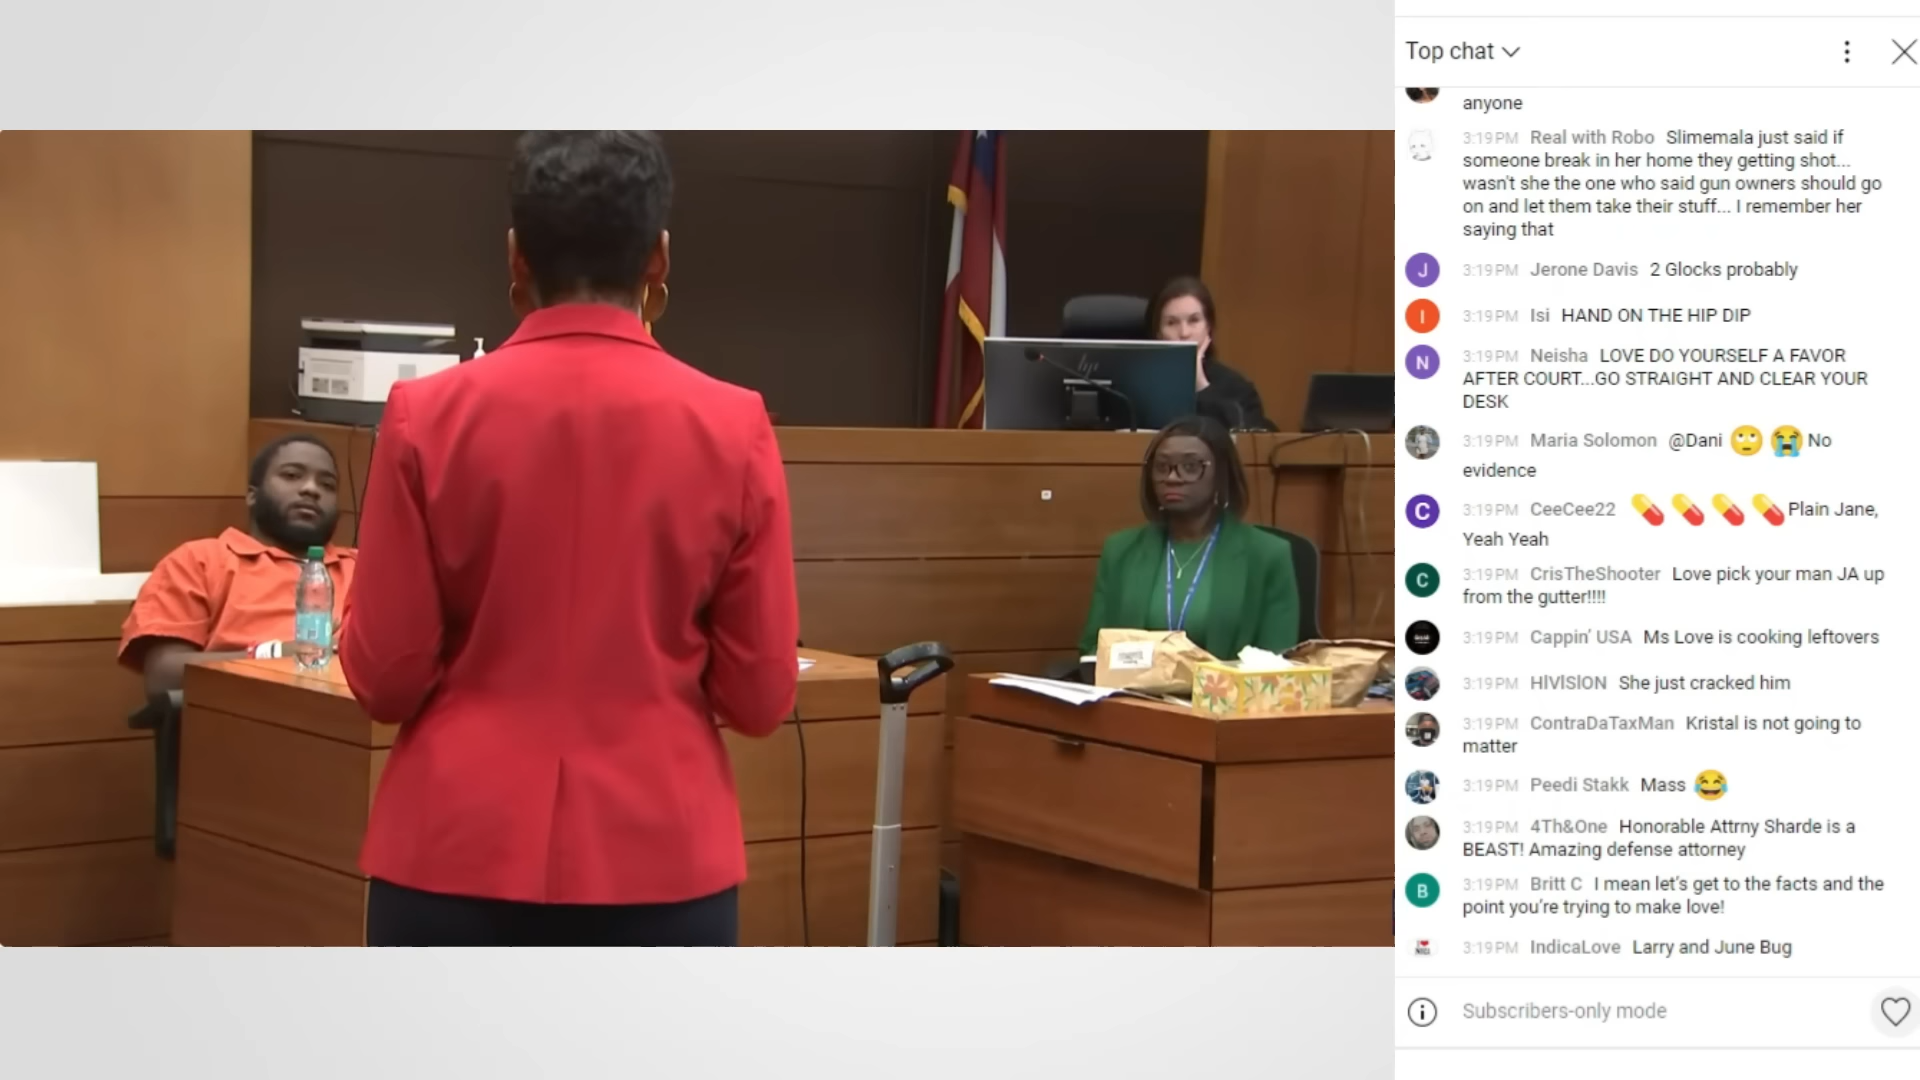 Top chat
anyone
3:19 PM Real with Robo Slimemala just said if
someone break in her home they getting shot...
wasn't she the one who said gun owners should go
on and let them take their stuff... I remember her
saying that
J
3:19 PM Jerone Davis 2 Glocks probably
I
3:19 PM Isi HAND ON THE HIP DIP
N
3:19 PM Neisha LOVE DO YOURSELF A FAVOR
AFTER COURT...GO STRAIGHT AND CLEAR YOUR
DESK
3:19 PM Maria Solomon @Dani 🙄 😭 No
evidence
C
3:19 PM CeeCee22 💊 💊 💊 💊 Plain Jane,
Yeah Yeah
C
3:19 PM CrisTheShooter Love pick your man JA up
from the gutter!!!!
3:19 PM Cappin' USA Ms Love is cooking leftovers
3:19 PM HIVISION She just cracked him
3:19 PM ContraDaTaxMan Kristal is not going to
matter
3:19 PM Peedi Stakk Mass 😂
3:19 PM 4Th&One Honorable Attrny Sharde is a
BEAST! Amazing defense attorney
B
3:19 PM Britt C I mean let's get to the facts and the
point you're trying to make love!
3:19 PM IndicaLove Larry and June Bug
Subscribers-only mode
hp